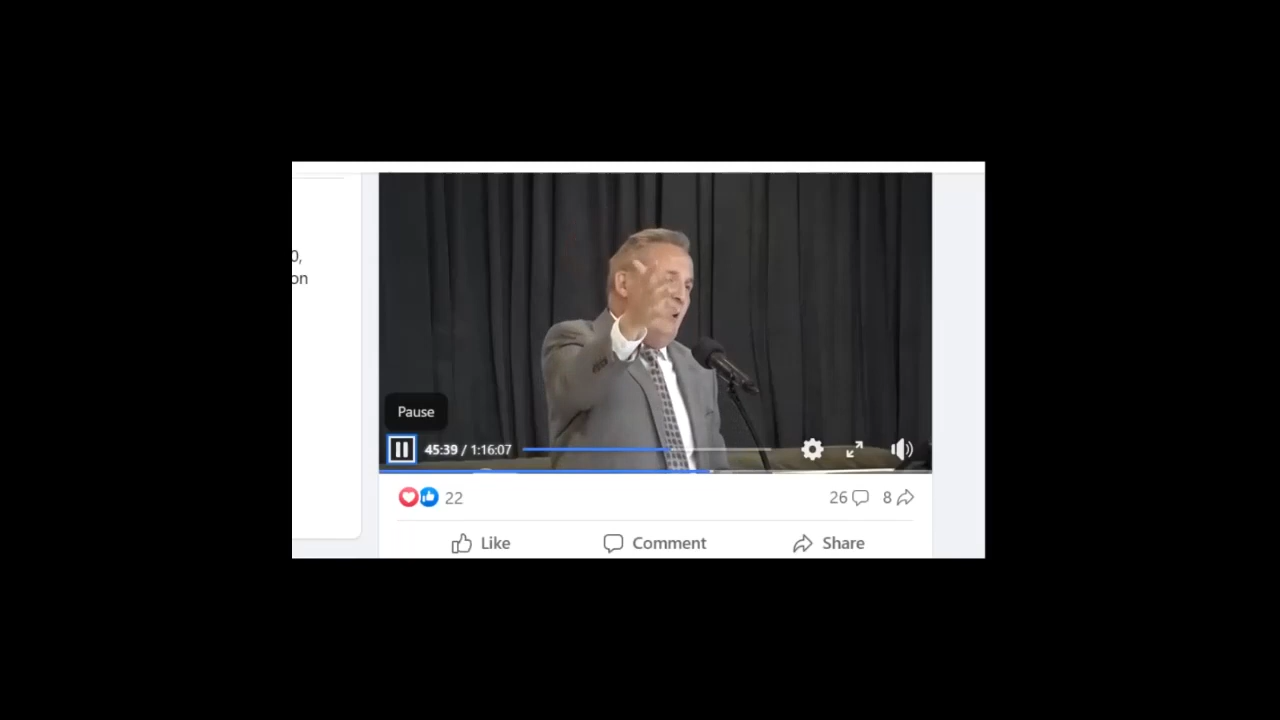 0,
on
Pause
45:39 / 1:16:07
22
26
8
Like
Comment
Share